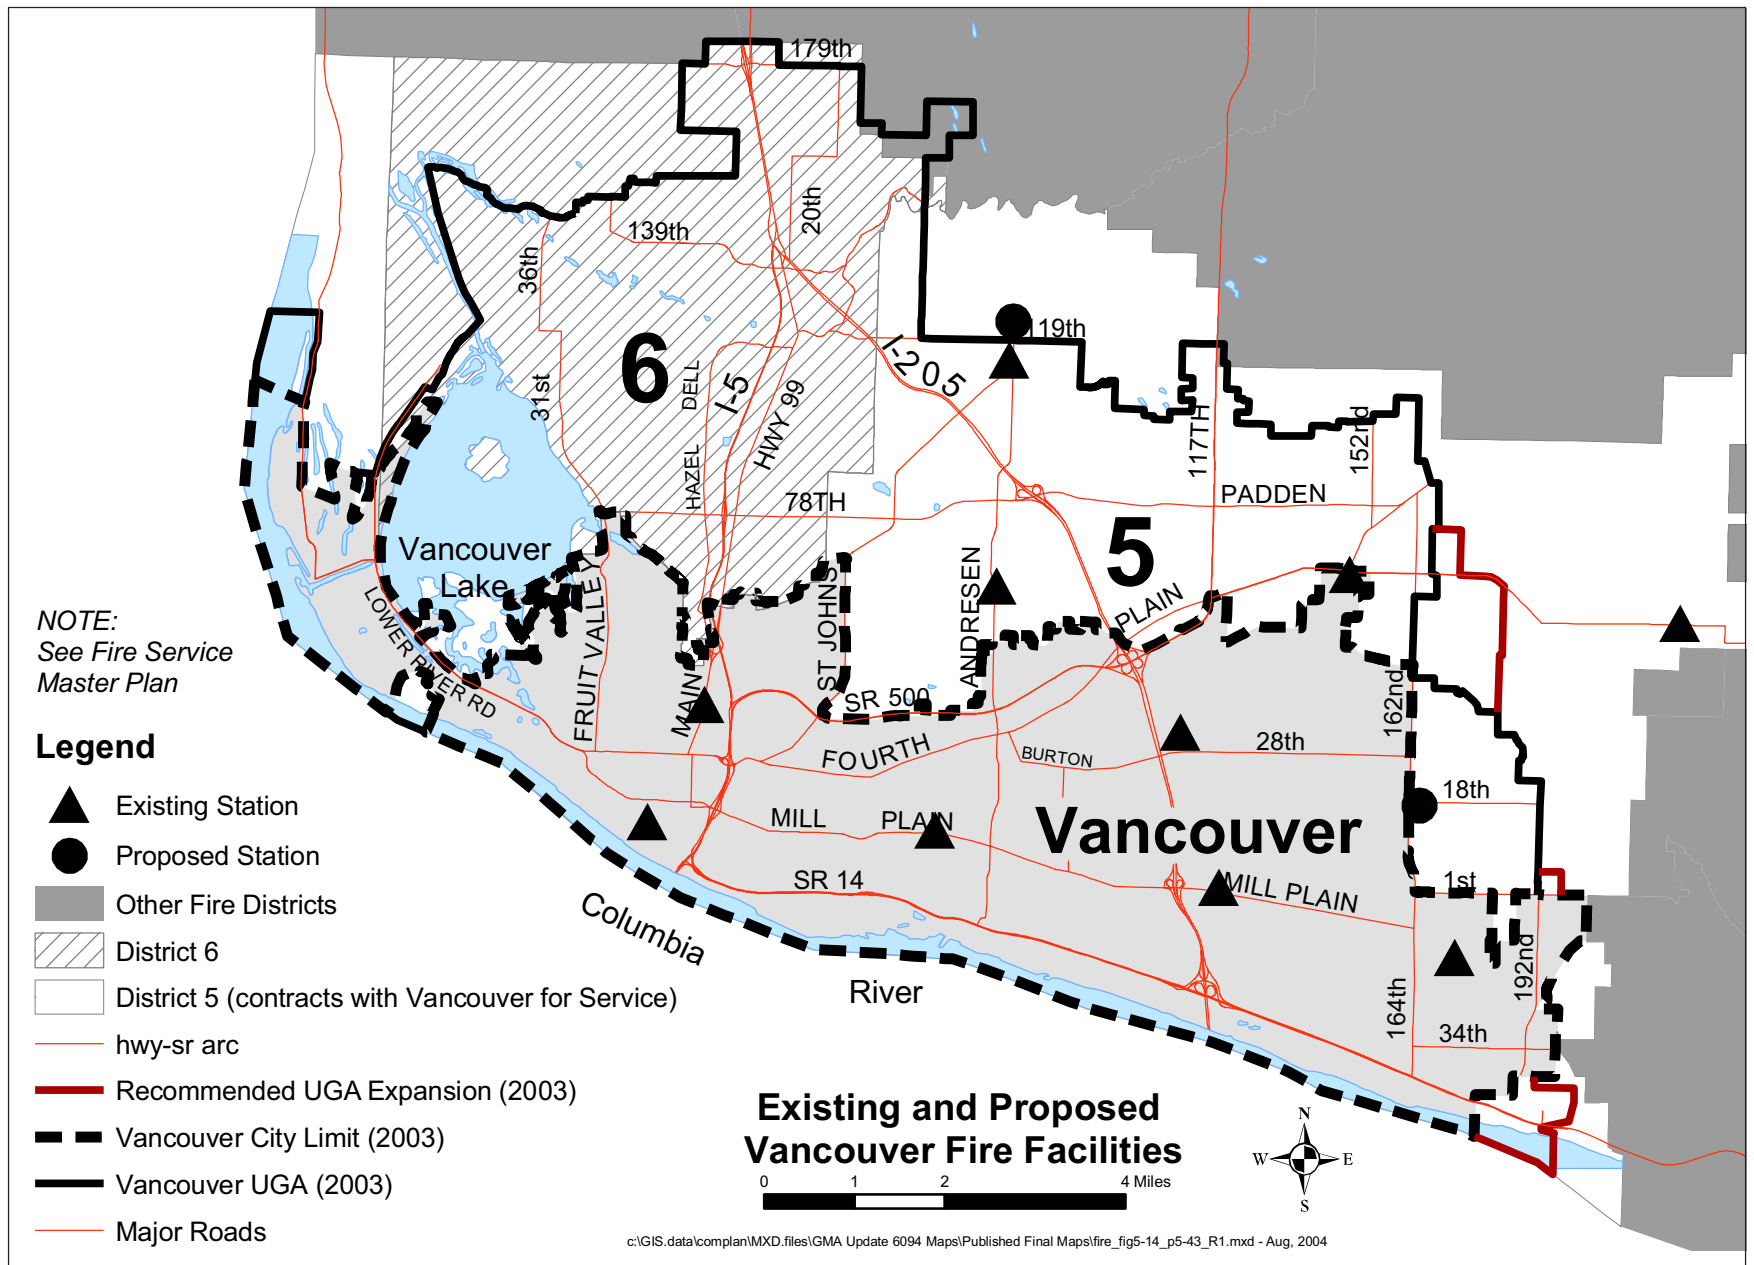 179th
20th
139th
36th
119th
6
I-205
31st
DELL
I-5
HAZEL
HWY 99
117TH
152nd
78TH
PADDEN
5
Vancouver
Lake
FRUIT VALLEY
ST JOHNS
ANDRESEN
PLAIN
LOWER RIVER RD
MAIN
SR 500
162nd
FOURTH
BURTON
28th
18th
MILL PLAIN
Vancouver
SR 14
MILL PLAIN
1st
192nd
164th
34th
Columbia
River
NOTE:
See Fire Service
Master Plan
Legend
Existing Station
Proposed Station
Other Fire Districts
District 6
District 5 (contracts with Vancouver for Service)
hwy-sr arc
Recommended UGA Expansion (2003)
Vancouver City Limit (2003)
Vancouver UGA (2003)
Major Roads
Existing and Proposed
Vancouver Fire Facilities
0 1 2 4 Miles
N
W E
S
c:\GIS.data\complan\MXD.files\GMA Update 6094 Maps\Published Final Maps\fire_fig5-14_p5-43_R1.mxd - Aug, 2004